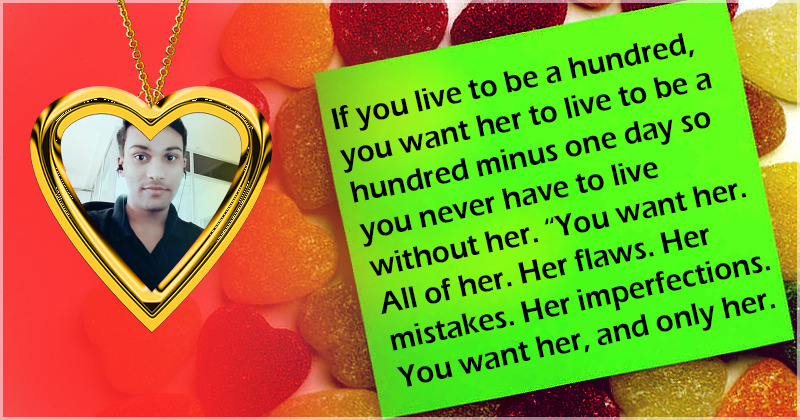 If you live to be a hundred,
you want her to live to be a
hundred minus one day so
you never have to live
without her. “You want her.
All of her. Her flaws. Her
mistakes. Her imperfections.
You want her, and only her.